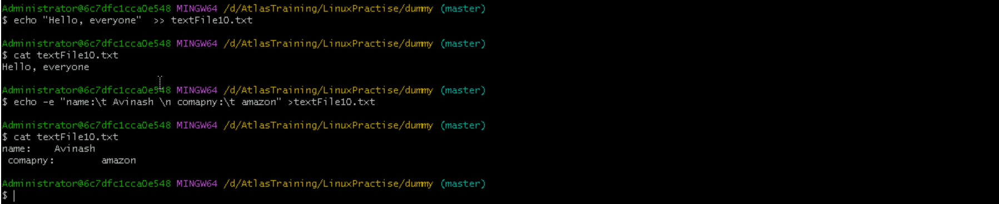 Administrator@6c7dfc1cca0e548 MINGW64 /d/AtlasTraining/LinuxPractise/dummy (master)
$ echo "Hello, everyone"  >> textFile10.txt
Administrator@6c7dfc1cca0e548 MINGW64 /d/AtlasTraining/LinuxPractise/dummy (master)
$ cat textFile10.txt
Hello, everyone
Administrator@6c7dfc1cca0e548 MINGW64 /d/AtlasTraining/LinuxPractise/dummy (master)
$ echo -e "name:\t Avinash \n comapny:\t amazon" >textFile10.txt
Administrator@6c7dfc1cca0e548 MINGW64 /d/AtlasTraining/LinuxPractise/dummy (master)
$ cat textFile10.txt
name:    Avinash
 comapny:        amazon
Administrator@6c7dfc1cca0e548 MINGW64 /d/AtlasTraining/LinuxPractise/dummy (master)
$